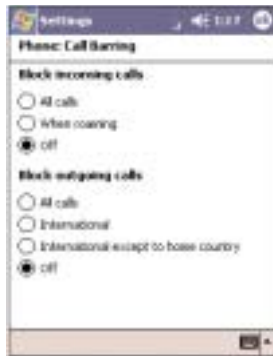 Settings
Phone: Call Barring
Block incoming calls
All calls
When roaming
Off
Block outgoing calls
All calls
International
International except to home country
Off